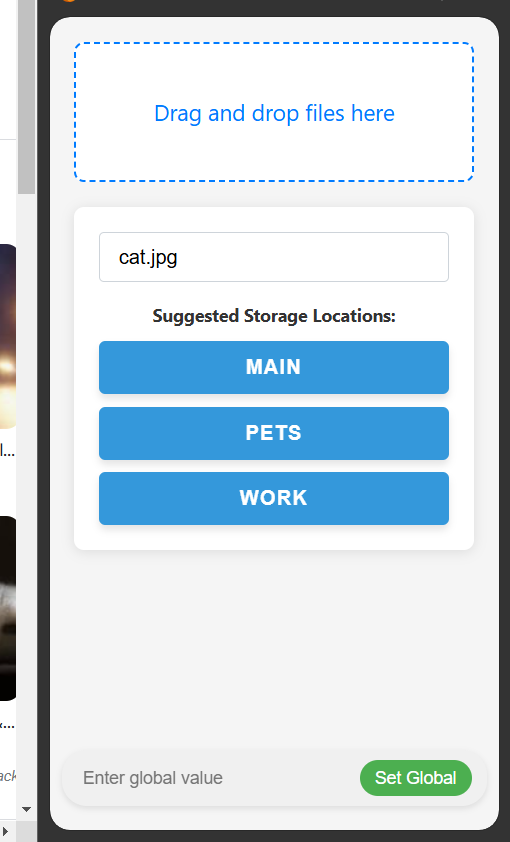 Drag and drop files here
cat.jpg
Suggested Storage Locations:
MAIN
PETS
WORK
Enter global value
Set Global